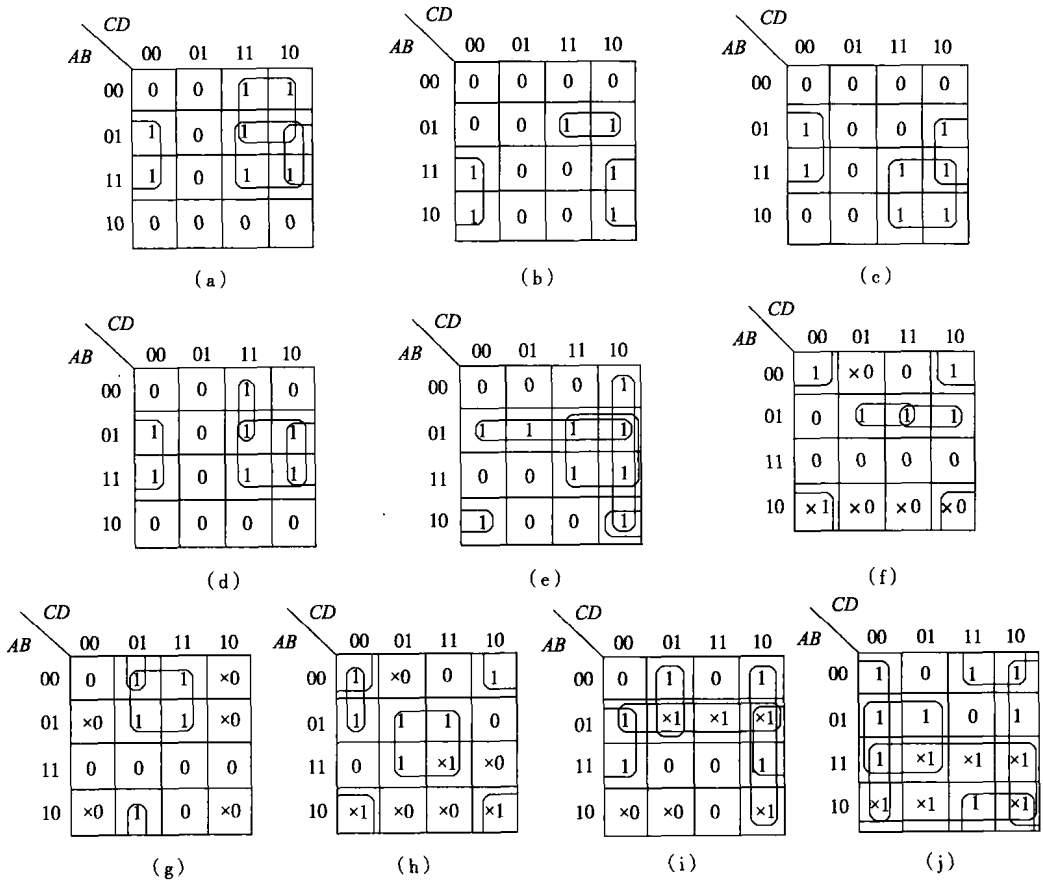 CD
AB 00 01 11 10
00 0 0 1 1
01 1 0 1 1
11 1 0 1 1
10 0 0 0 0
(a)
CD
AB 00 01 11 10
00 0 0 0 0
01 0 0 1 1
11 1 0 0 1
10 1 0 0 1
(b)
CD
AB 00 01 11 10
00 0 0 0 0
01 1 0 0 1
11 1 0 1 1
10 0 0 1 1
(c)
CD
AB 00 01 11 10
00 0 0 1 0
01 1 0 1 1
11 1 0 1 1
10 0 0 0 0
(d)
CD
AB 00 01 11 10
00 0 0 0 1
01 1 1 1 1
11 0 0 1 1
10 1 0 0 1
(e)
CD
AB 00 01 11 10
00 1 ×0 0 1
01 0 1 1 1
11 0 0 0 0
10 ×1 ×0 ×0 ×0
(f)
CD
AB 00 01 11 10
00 0 1 1 ×0
01 ×0 1 1 ×0
11 0 0 0 0
10 ×0 1 0 ×0
(g)
CD
AB 00 01 11 10
00 1 ×0 0 1
01 1 1 1 0
11 0 1 ×1 ×0
10 ×1 ×0 ×0 ×1
(h)
CD
AB 00 01 11 10
00 0 1 0 1
01 1 ×1 ×1 ×1
11 1 0 0 1
10 ×0 ×0 0 ×1
(i)
CD
AB 00 01 11 10
00 1 0 1 1
01 1 1 0 1
11 1 ×1 ×1 ×1
10 ×1 ×1 1 ×1
(j)